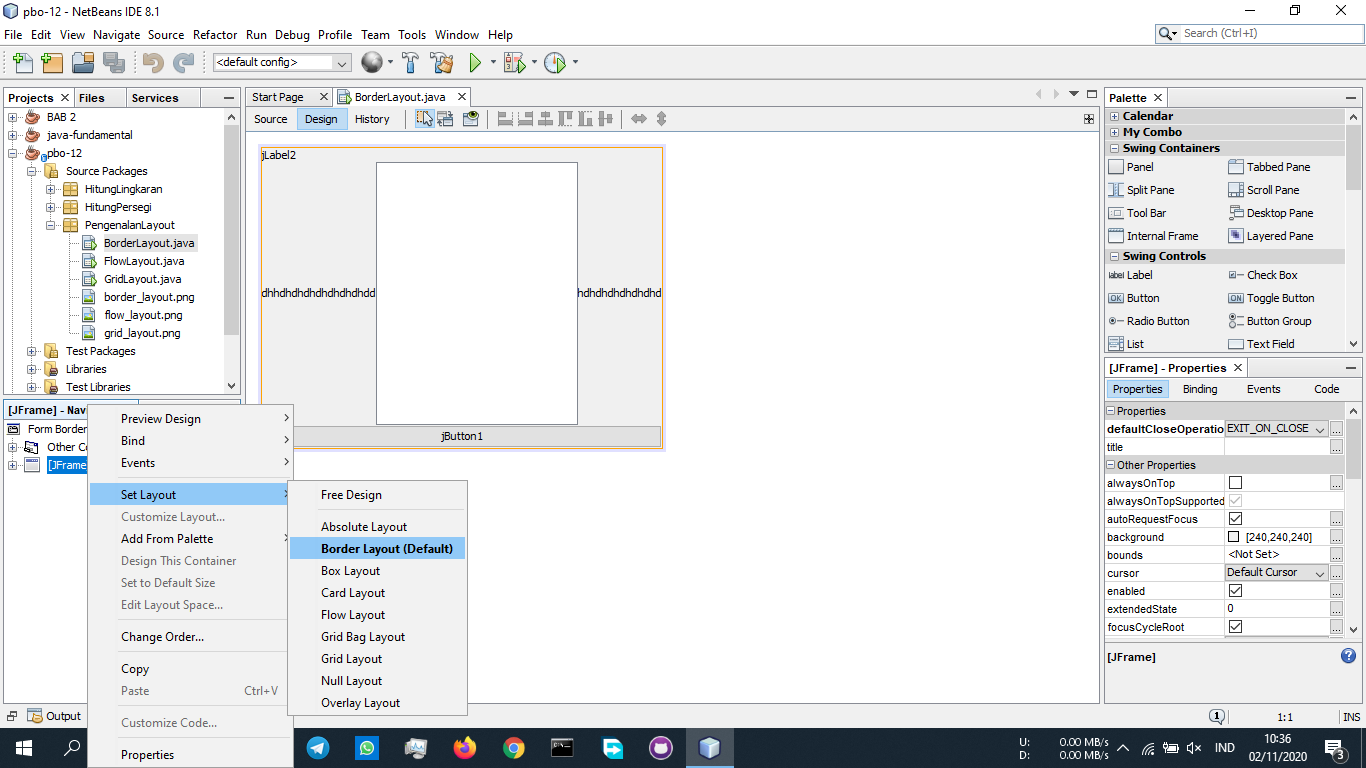 pbo-12 - NetBeans IDE 8.1
File Edit View Navigate Source Refactor Run Debug Profile Team Tools Window Help
Search (Ctrl+I)
<default config>
Projects
Files
Services
BAB 2
java-fundamental
pbo-12
Source Packages
HitungLingkaran
HitungPersegi
PengenalanLayout
BorderLayout.java
FlowLayout.java
GridLayout.java
border_layout.png
flow_layout.png
grid_layout.png
Test Packages
Libraries
Test Libraries
Start Page
BorderLayout.java
Source
Design
History
jLabel2
jButton1
[JFrame] - Navi
Form Border
Other Co
[JFrame
Preview Design
Bind
Events
Set Layout
Customize Layout...
Add From Palette
Design This Container
Set to Default Size
Edit Layout Space...
Change Order...
Copy
Paste Ctrl+V
Customize Code...
Properties
Free Design
Absolute Layout
Border Layout (Default)
Box Layout
Card Layout
Flow Layout
Grid Bag Layout
Grid Layout
Null Layout
Overlay Layout
Palette
Calendar
My Combo
Swing Containers
Panel Tabbed Pane
Split Pane Scroll Pane
Tool Bar Desktop Pane
Internal Frame Layered Pane
Swing Controls
label Label Check Box
OK Button ON Toggle Button
Radio Button Button Group
List Text Field
[JFrame] - Properties
Properties Binding Events Code
Properties
defaultCloseOperatio EXIT_ON_CLOSE ...
title ...
Other Properties
alwaysOnTop ...
alwaysOnTopSupported
autoRequestFocus ...
background [240,240,240] ...
bounds <Not Set> ...
cursor Default Cursor ...
enabled ...
extendedState 0 ...
focusCycleRoot ...
[JFrame]
Output
1
1:1
INS
U: 0.00 MB/s
D: 0.00 MB/s
IND
10:36
02/11/2020
3